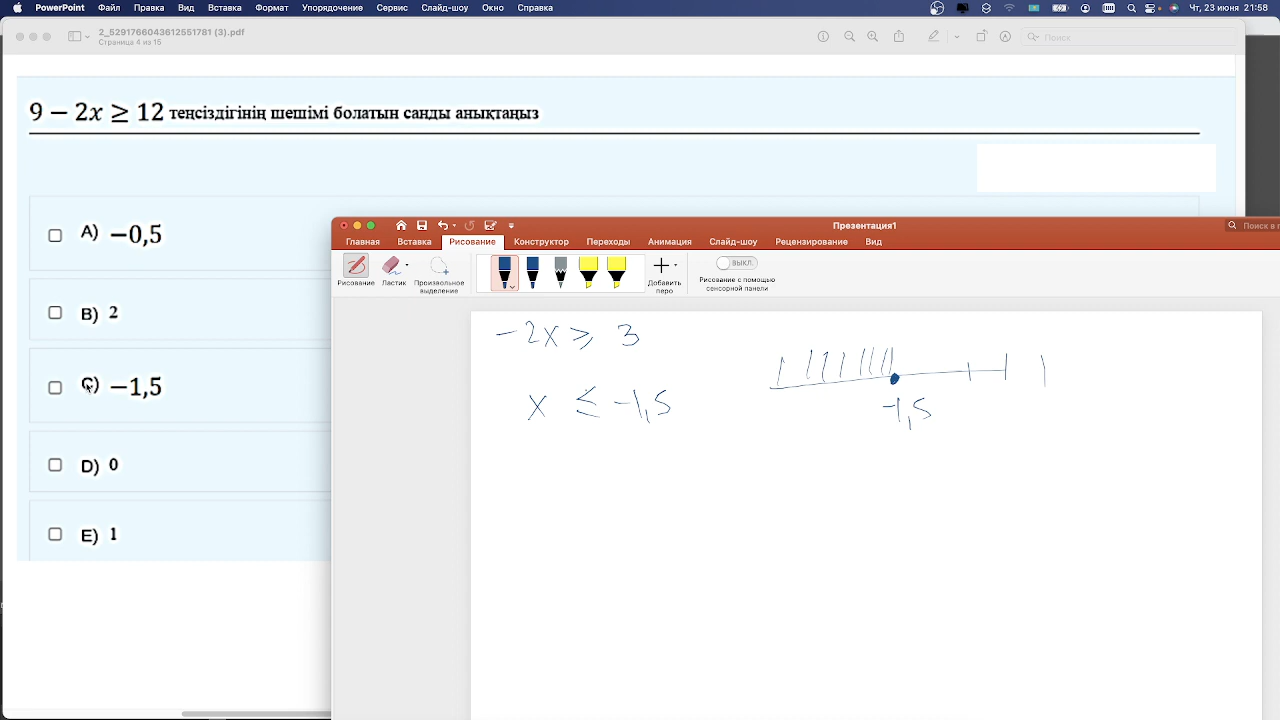 PowerPoint Файл Правка Вид Вставка Формат Упорядочение Сервис Слайд-шоу Окно Справка Чт, 23 июня 21:58
2_5291766043612551781 (3).pdf
Страница 4 из 15
Поиск
9 − 2x ≥ 12 теңсіздігінің шешімі болатын санды анықтаңыз
A) −0,5
B) 2
C) −1,5
D) 0
E) 1
Презентация1
Поиск в п
Главная Вставка Рисование Конструктор Переходы Анимация Слайд-шоу Рецензирование Вид
ВЫКЛ.
Рисование Ластик Произвольное выделение Добавить перо Рисование с помощью сенсорной панели
−2x ≥ 3
x ≤ −1,5
−1,5